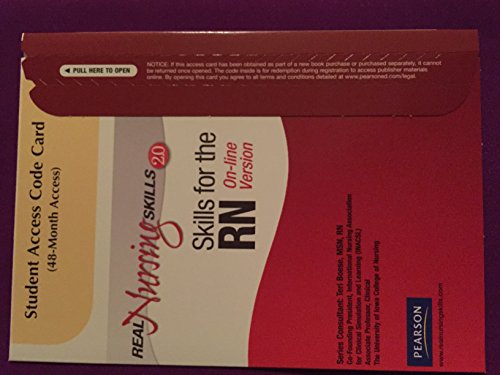 ◄ PULL HERE TO OPEN
NOTICE: If this access card has been obtained as part of a new book purchase or purchased separately, it cannot
be returned once opened. The code inside is for redemption during registration to access publisher materials
online. By opening this card you agree to all terms and conditions detailed at www.pearsoned.com/legal.
Student Access Code Card
(48-Month Access)
REAL
Nursing
SKILLS 2.0
Skills for the
RN On-line
Version
Series Consultant: Teri Boese, MSN, RN
Co-Founding President, International Nursing Association
for Clinical Simulation and Learning (INACSL)
Associate Professor, Clinical
The University of Iowa College of Nursing
PEARSON
www.realnursingskills.com